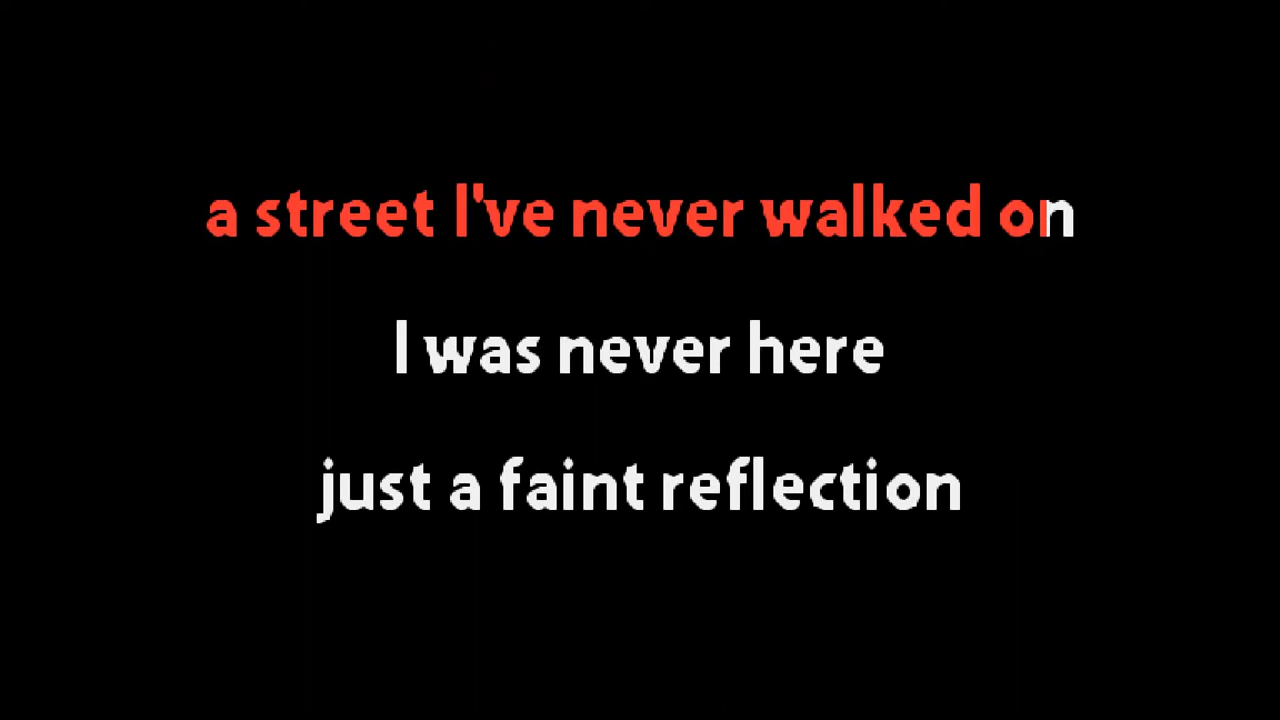 a street I've never walked on
I was never here
just a faint reflection